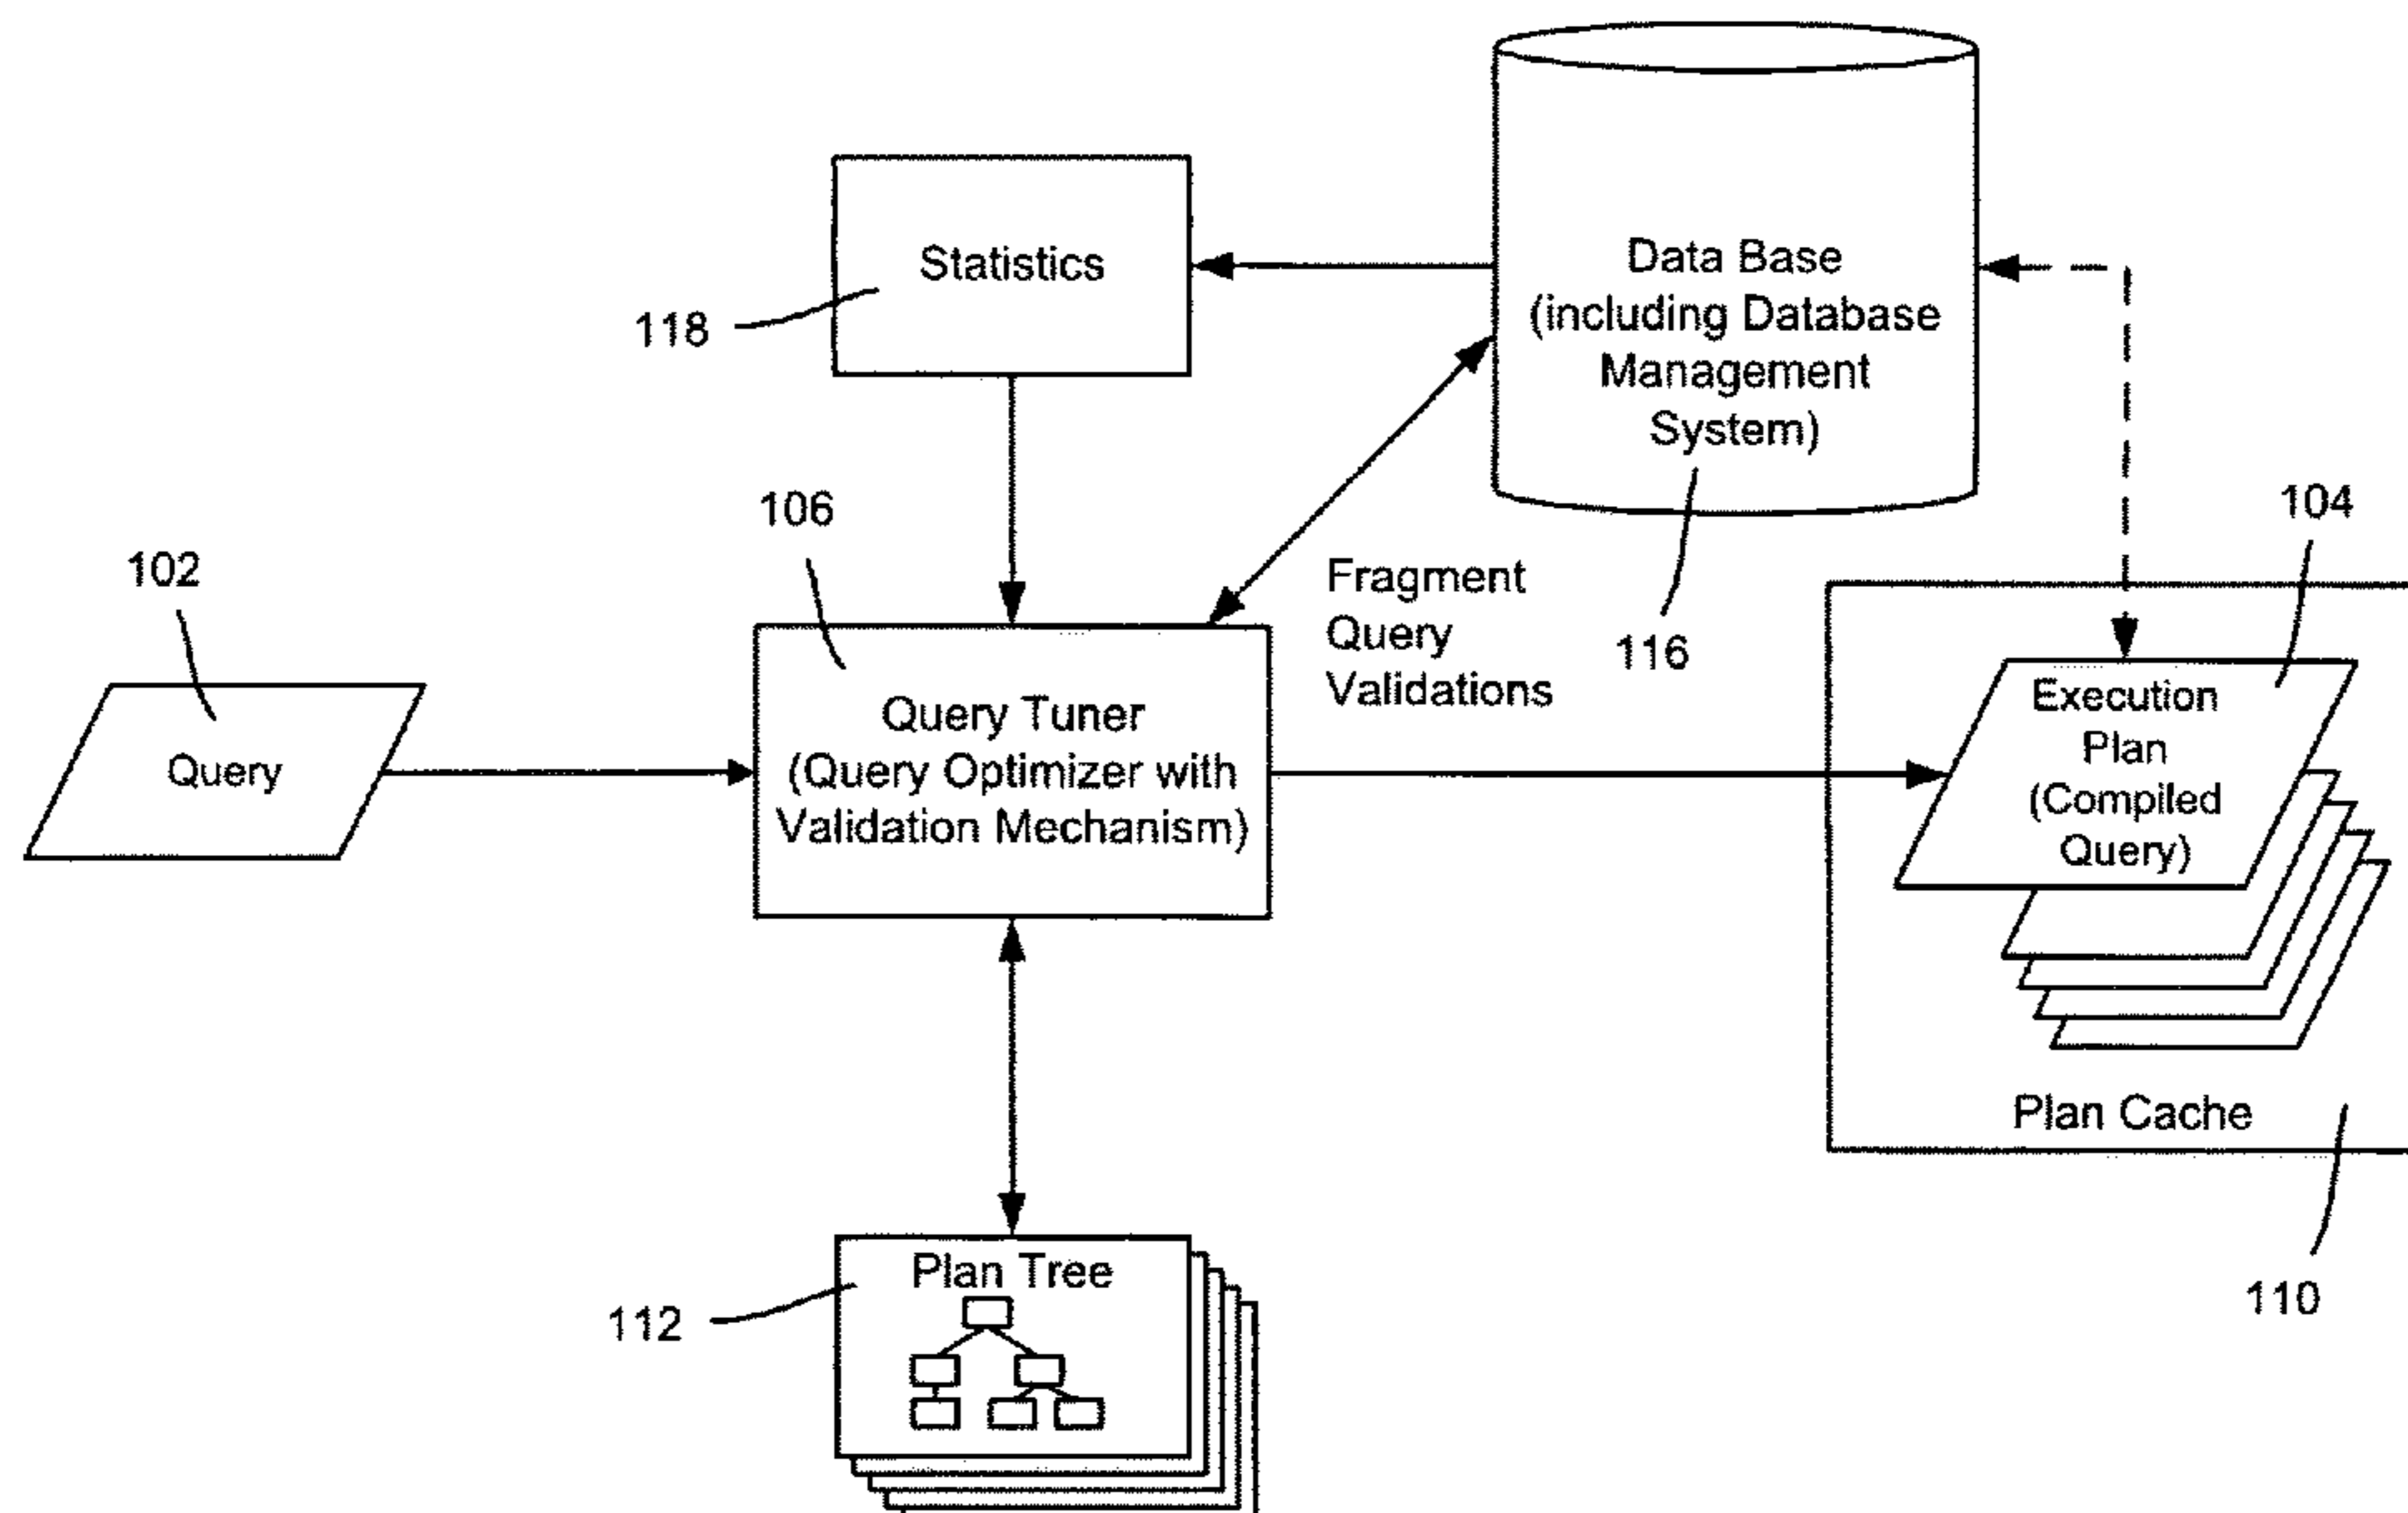 Statistics
118
Data Base
(including Database
Management
System)
116
106
102
Query
Query Tuner
(Query Optimizer with
Validation Mechanism)
Fragment
Query
Validations
104
Execution
Plan
(Compiled
Query)
Plan Cache
110
Plan Tree
112